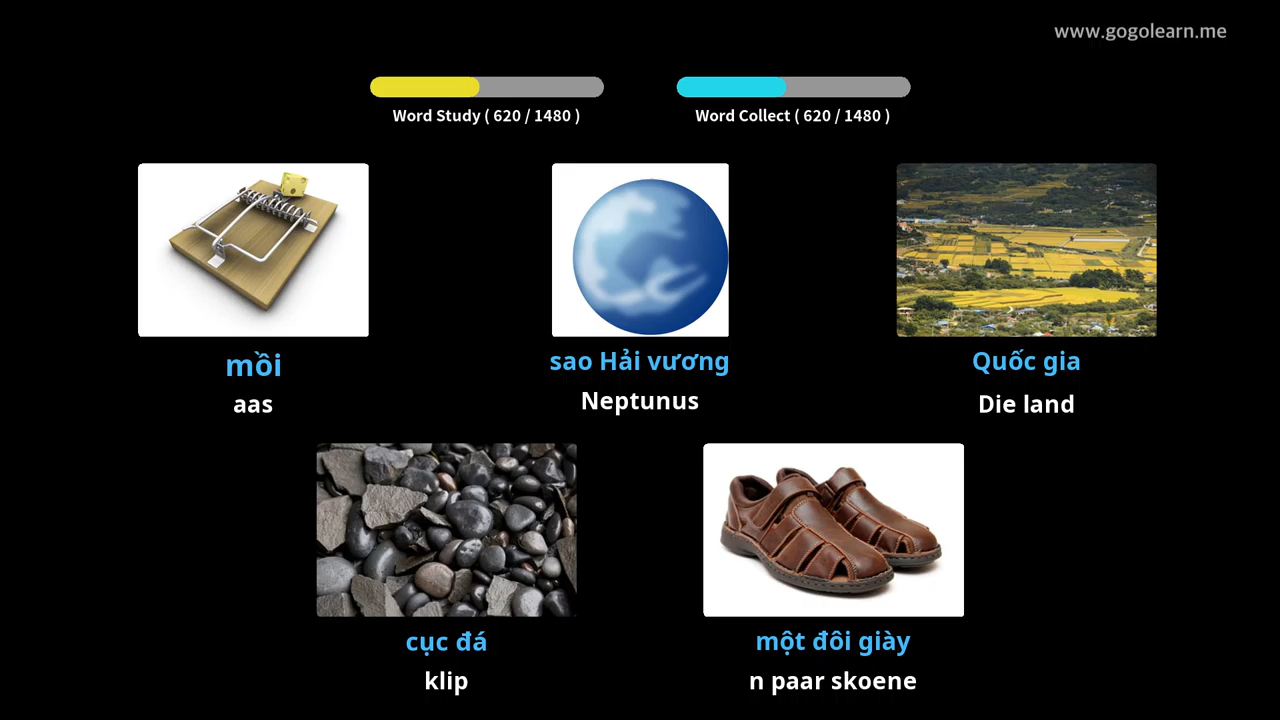 www.gogolearn.me
Word Study ( 620 / 1480 )
Word Collect ( 620 / 1480 )
mồi
aas
sao Hải vương
Neptunus
Quốc gia
Die land
cục đá
klip
một đôi giày
n paar skoene